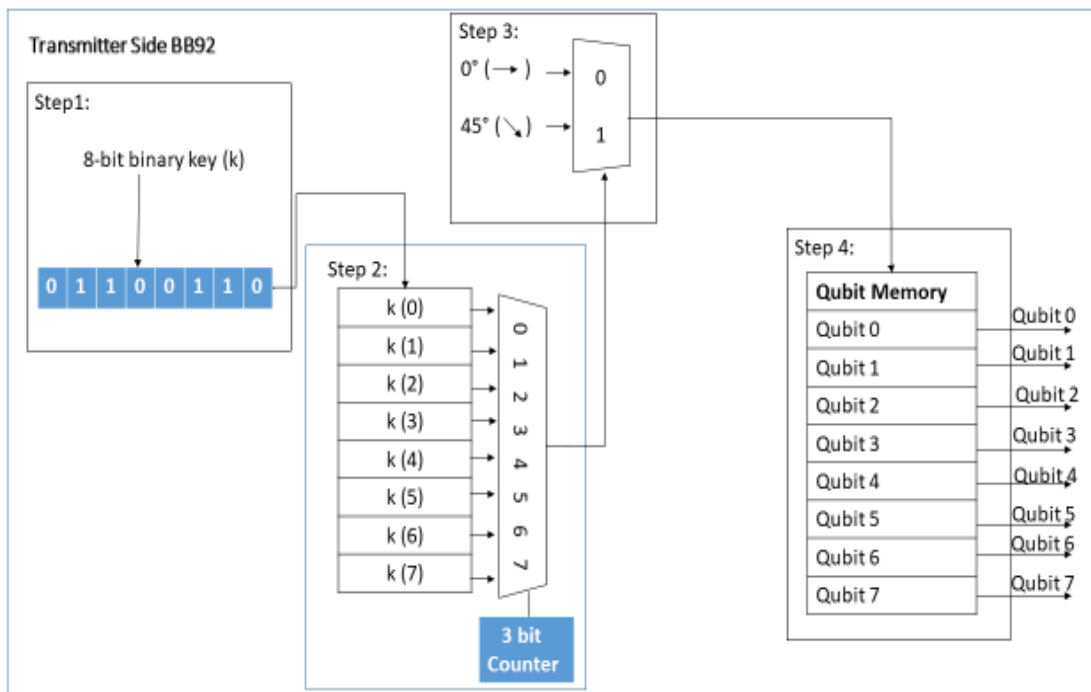 Transmitter Side BB92
Step1:
8-bit binary key (k)
0 1 1 0 0 1 1 0
Step 2:
k (0)
k (1)
k (2)
k (3)
k (4)
k (5)
k (6)
k (7)
0
1
2
3
4
5
6
7
3 bit
Counter
Step 3:
0° (→ )
45° (↘)
0
1
Step 4:
Qubit Memory
Qubit 0
Qubit 1
Qubit 2
Qubit 3
Qubit 4
Qubit 5
Qubit 6
Qubit 7
Qubit 0
Qubit 1
Qubit 2
Qubit 3
Qubit 4
Qubit 5
Qubit 6
Qubit 7